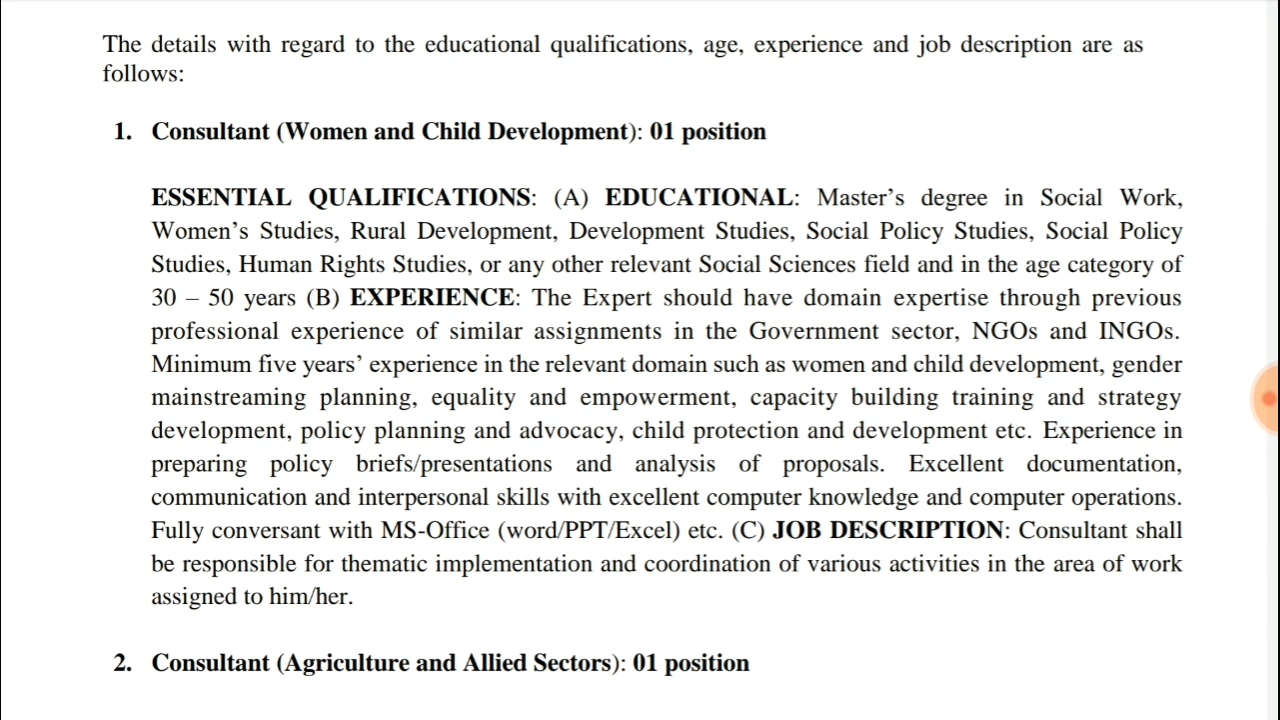 The details with regard to the educational qualifications, age, experience and job description are as
follows:
1. Consultant (Women and Child Development): 01 position
ESSENTIAL QUALIFICATIONS: (A) EDUCATIONAL: Master’s degree in Social Work,
Women’s Studies, Rural Development, Development Studies, Social Policy Studies, Social Policy
Studies, Human Rights Studies, or any other relevant Social Sciences field and in the age category of
30 – 50 years (B) EXPERIENCE: The Expert should have domain expertise through previous
professional experience of similar assignments in the Government sector, NGOs and INGOs.
Minimum five years’ experience in the relevant domain such as women and child development, gender
mainstreaming planning, equality and empowerment, capacity building training and strategy
development, policy planning and advocacy, child protection and development etc. Experience in
preparing policy briefs/presentations and analysis of proposals. Excellent documentation,
communication and interpersonal skills with excellent computer knowledge and computer operations.
Fully conversant with MS-Office (word/PPT/Excel) etc. (C) JOB DESCRIPTION: Consultant shall
be responsible for thematic implementation and coordination of various activities in the area of work
assigned to him/her.
2. Consultant (Agriculture and Allied Sectors): 01 position